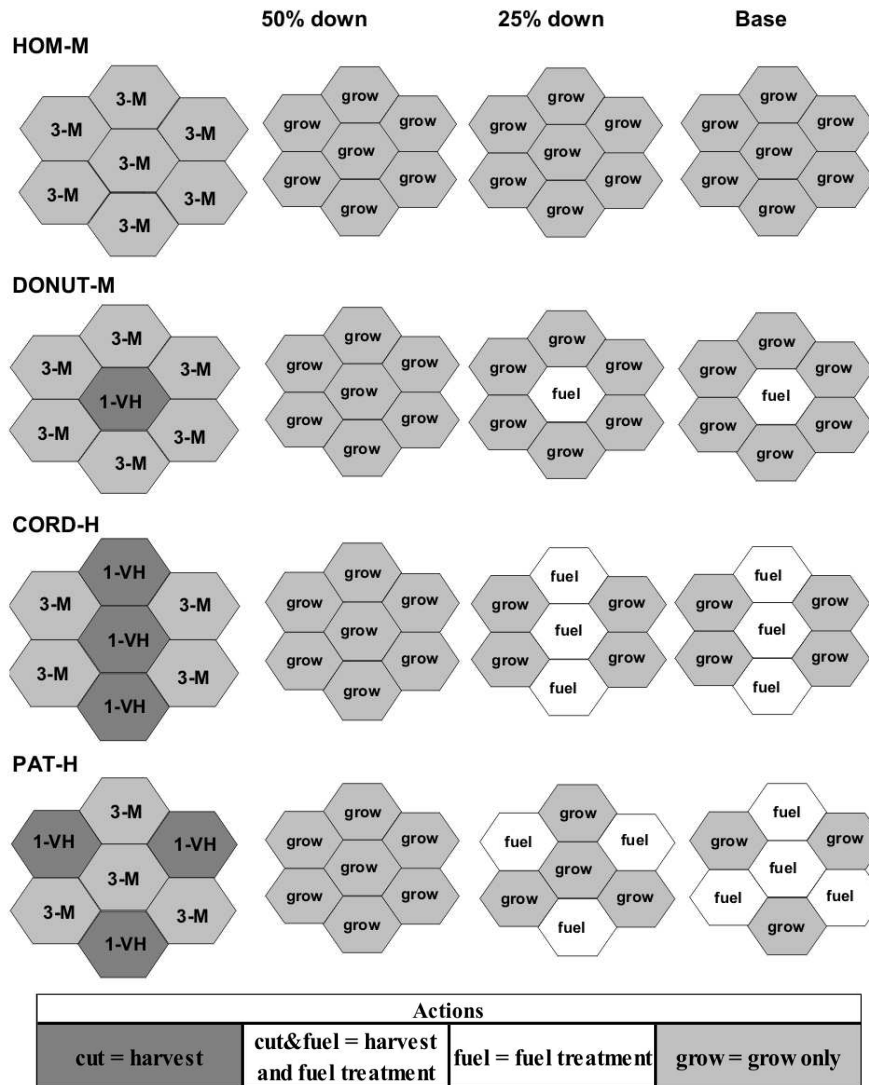 50% down 25% down Base
HOM-M
3-M grow grow grow
3-M 3-M grow grow grow grow grow grow
3-M grow grow grow
3-M 3-M grow grow grow grow grow grow
3-M grow grow grow
DONUT-M
3-M grow grow grow
3-M 3-M grow grow grow grow grow grow
1-VH grow fuel fuel
3-M 3-M grow grow grow grow grow grow
3-M grow grow grow
CORD-H
1-VH grow fuel fuel
3-M 3-M grow grow grow grow grow grow
1-VH grow fuel fuel
3-M 3-M grow grow grow grow grow grow
1-VH grow fuel fuel
PAT-H
3-M grow grow fuel
1-VH 1-VH grow grow fuel fuel grow grow
3-M grow grow fuel
3-M 3-M grow grow grow grow fuel fuel
1-VH grow fuel grow
Actions
cut = harvest
cut&fuel = harvest
and fuel treatment
fuel = fuel treatment
grow = grow only